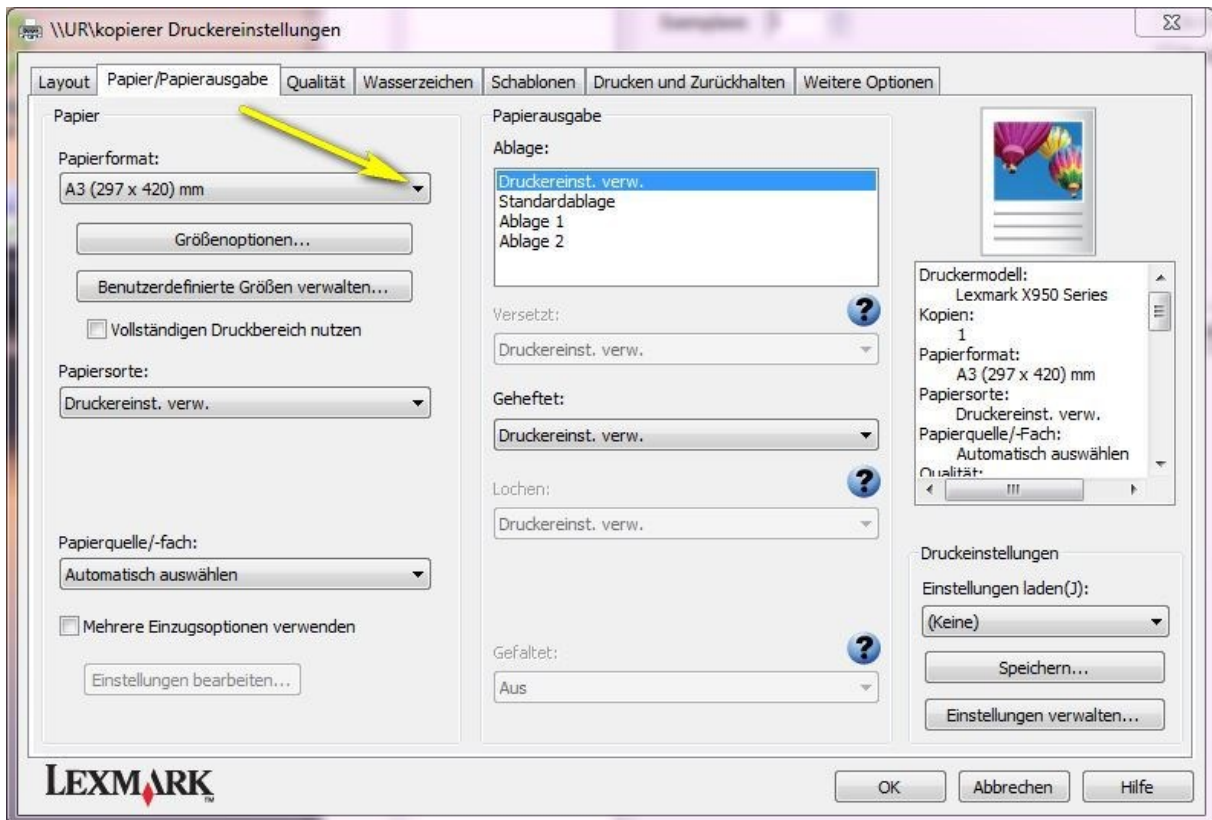 \\UR\kopierer Druckereinstellungen
Layout Papier/Papierausgabe Qualität Wasserzeichen Schablonen Drucken und Zurückhalten Weitere Optionen
Papier
Papierformat:
A3 (297 x 420) mm
Größenoptionen...
Benutzerdefinierte Größen verwalten...
Vollständigen Druckbereich nutzen
Papiersorte:
Druckereinst. verw.
Papierquelle/-fach:
Automatisch auswählen
Mehrere Einzugsoptionen verwenden
Einstellungen bearbeiten...
Papierausgabe
Ablage:
Druckereinst. verw.
Standardablage
Ablage 1
Ablage 2
Versetzt:
Druckereinst. verw.
Geheftet:
Druckereinst. verw.
Lochen:
Druckereinst. verw.
Gefaltet:
Aus
Druckermodell:
Lexmark X950 Series
Kopien:
1
Papierformat:
A3 (297 x 420) mm
Papiersorte:
Druckereinst. verw.
Papierquelle/-Fach:
Automatisch auswählen
Qualität:
Druckeinstellungen
Einstellungen laden(J):
(Keine)
Speichern...
Einstellungen verwalten...
LEXMARK™
OK Abbrechen Hilfe